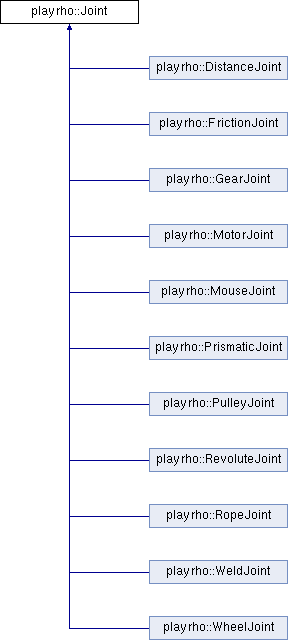 playrho::Joint
playrho::DistanceJoint
playrho::FrictionJoint
playrho::GearJoint
playrho::MotorJoint
playrho::MouseJoint
playrho::PrismaticJoint
playrho::PulleyJoint
playrho::RevoluteJoint
playrho::RopeJoint
playrho::WeldJoint
playrho::WheelJoint